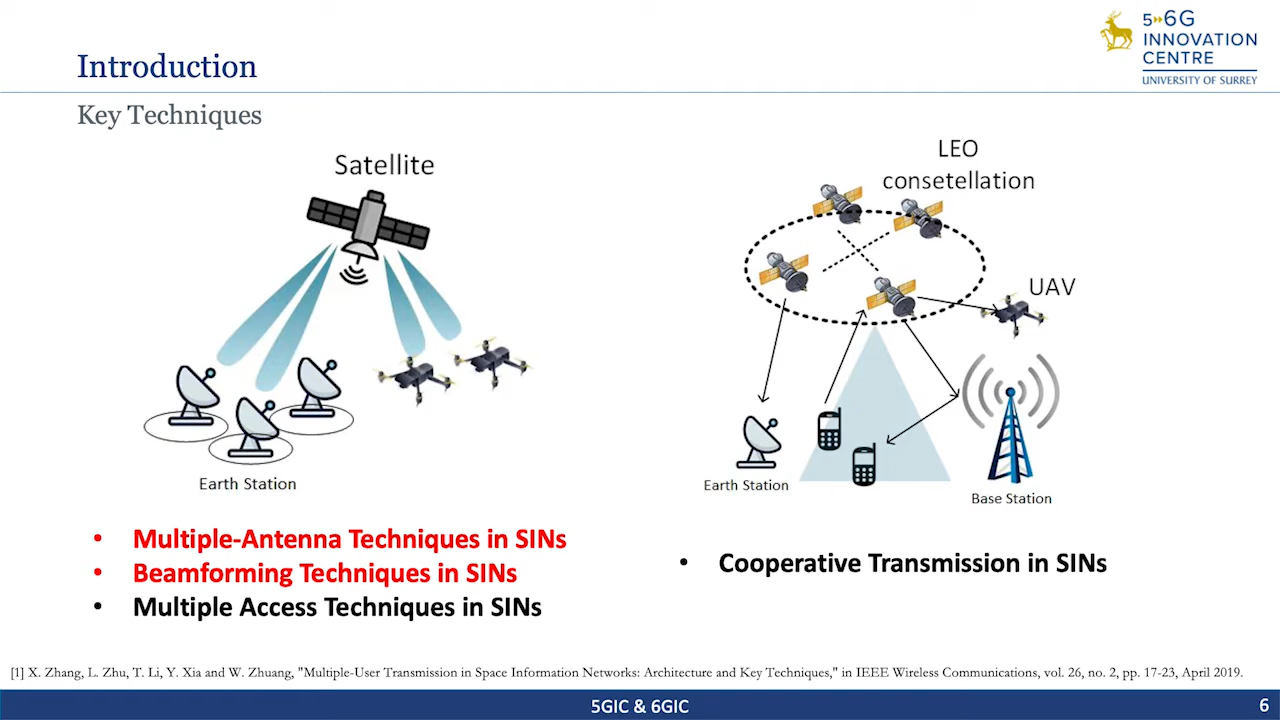 5G 6G
INNOVATION
CENTRE
UNIVERSITY OF SURREY
Introduction
Key Techniques
Satellite
Earth Station
LEO
consetellation
UAV
Earth Station
Base Station
• Multiple-Antenna Techniques in SINs
• Beamforming Techniques in SINs
• Multiple Access Techniques in SINs
• Cooperative Transmission in SINs
[1] X. Zhang, L. Zhu, T. Li, Y. Xia and W. Zhuang, "Multiple-User Transmission in Space Information Networks: Architecture and Key Techniques," in IEEE Wireless Communications, vol. 26, no. 2, pp. 17-23, April 2019.
5GIC & 6GIC
6